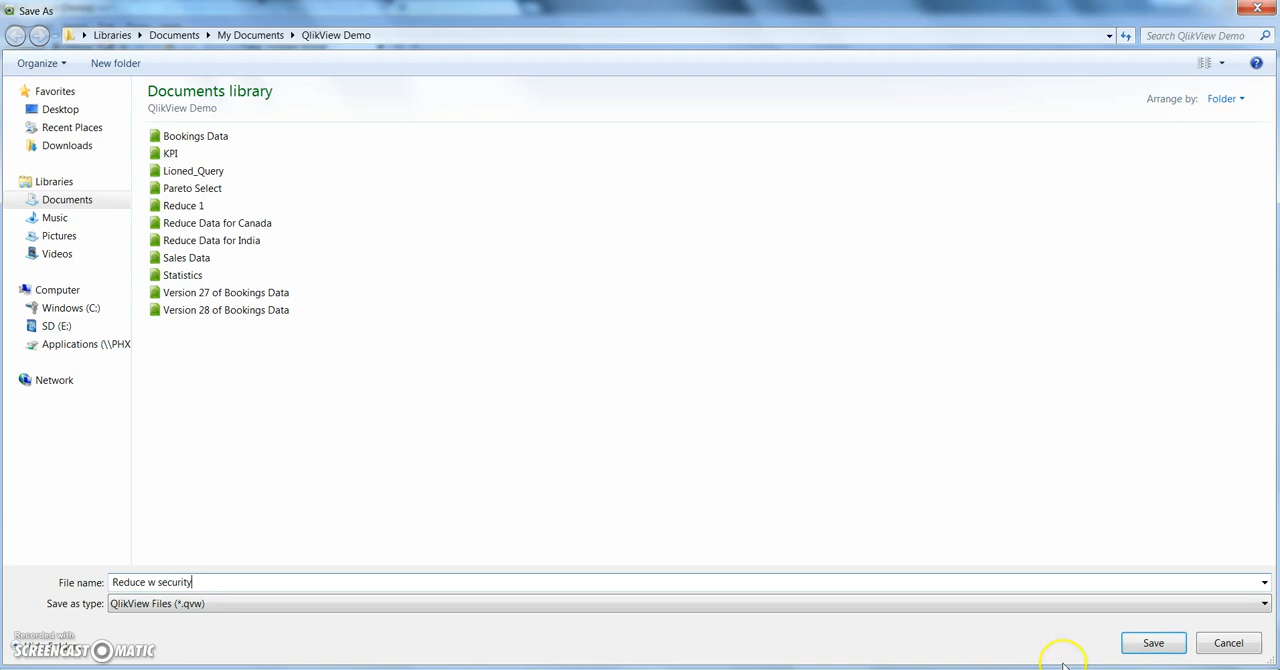 Save As
Libraries Documents My Documents QlikView Demo
Search QlikView Demo
Organize New folder
Favorites
Desktop
Recent Places
Downloads
Libraries
Documents
Music
Pictures
Videos
Computer
Windows (C:)
SD (E:)
Applications (\\PHX
Network
Documents library
QlikView Demo
Arrange by: Folder
Bookings Data
KPI
Lioned_Query
Pareto Select
Reduce 1
Reduce Data for Canada
Reduce Data for India
Sales Data
Statistics
Version 27 of Bookings Data
Version 28 of Bookings Data
File name: Reduce w security
Save as type: QlikView Files (*.qvw)
Recorded with
SCREENCAST MATIC
Save Cancel